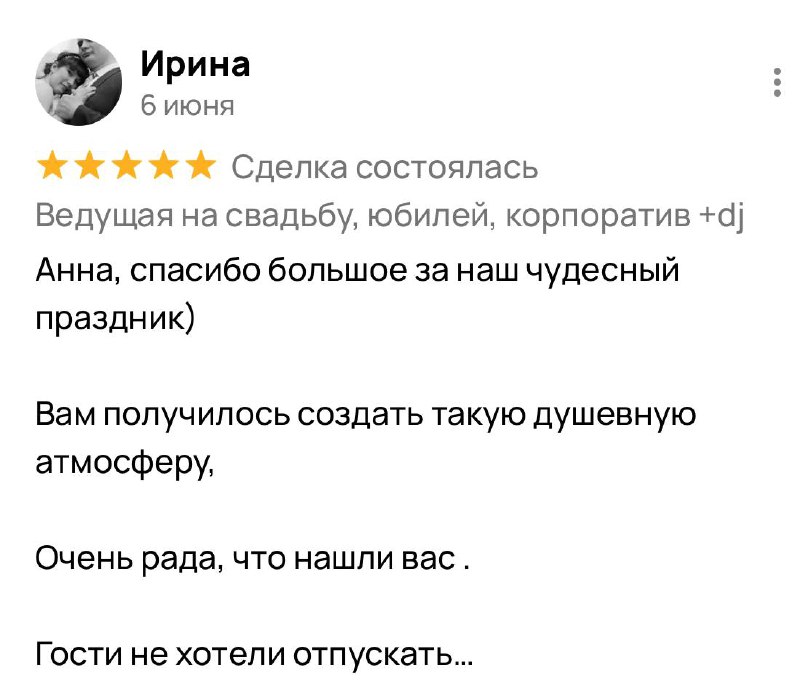 Ирина
6 июня
Сделка состоялась
Ведущая на свадьбу, юбилей, корпоратив +dj
Анна, спасибо большое за наш чудесный
праздник)
Вам получилось создать такую душевную
атмосферу,
Очень рада, что нашли вас .
Гости не хотели отпускать...